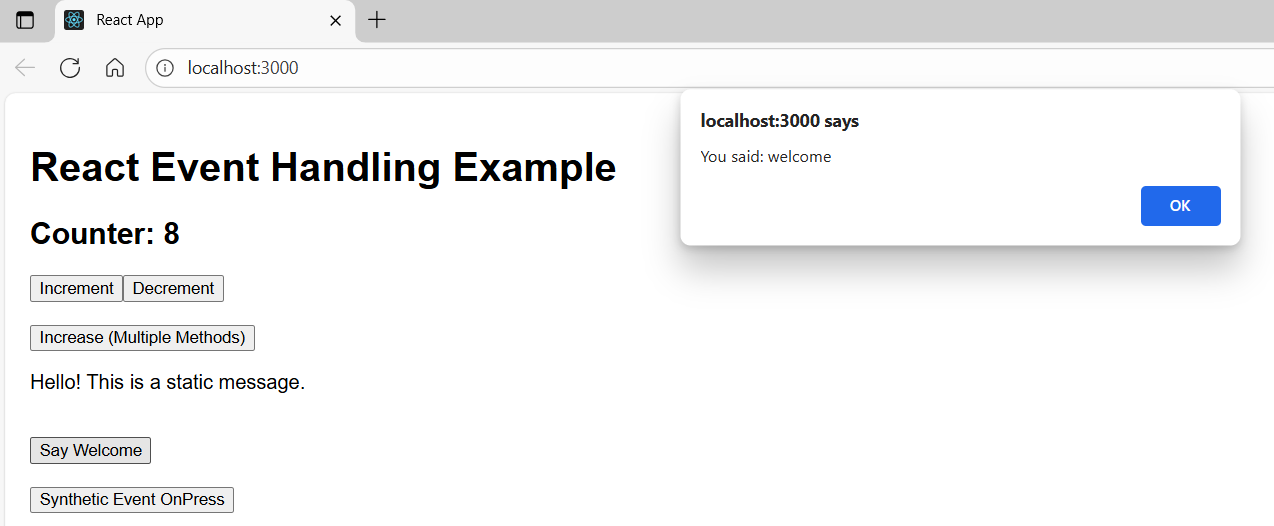 React App
localhost:3000
localhost:3000 says
You said: welcome
OK
React Event Handling Example
Counter: 8
Increment Decrement
Increase (Multiple Methods)
Hello! This is a static message.
Say Welcome
Synthetic Event OnPress